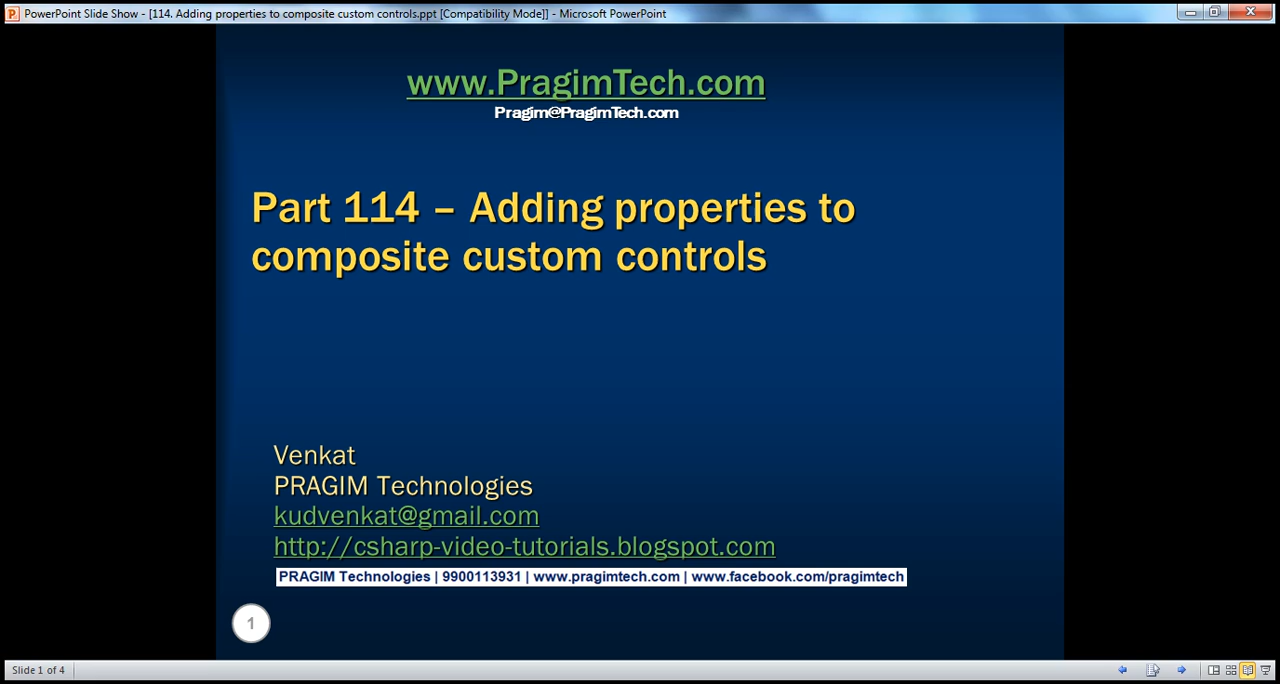 PowerPoint Slide Show - [114. Adding properties to composite custom controls.ppt [Compatibility Mode]] - Microsoft PowerPoint
www.PragimTech.com
Pragim@PragimTech.com
Part 114 – Adding properties to
composite custom controls
Venkat
PRAGIM Technologies
kudvenkat@gmail.com
http://csharp-video-tutorials.blogspot.com
PRAGIM Technologies | 9900113931 | www.pragimtech.com | www.facebook.com/pragimtech
1
Slide 1 of 4